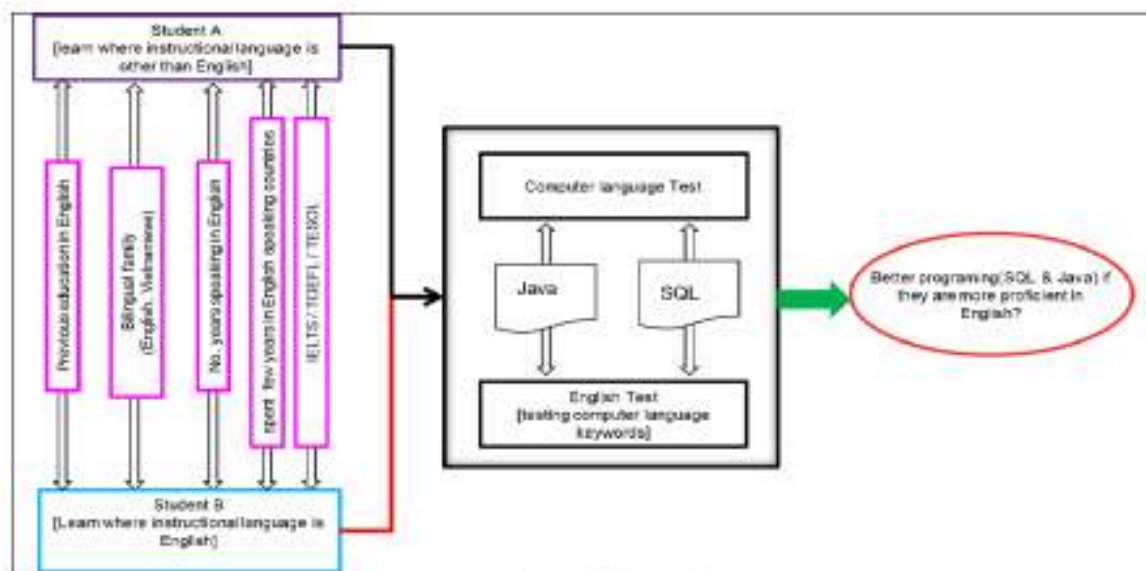 Student A
[learn where instructional language is
other than English]
Previous education in English
Bilingual family
(English, Vietnamese)
No. years speaking in English
spent few years in English speaking countries
IELTS / TOEFL / TESOL
Student B
[Learn where instructional language is
English]
Computer language Test
Java
SQL
English Test
[testing computer language
keywords]
Better programing(SQL & Java) if
they are more proficient in
English?